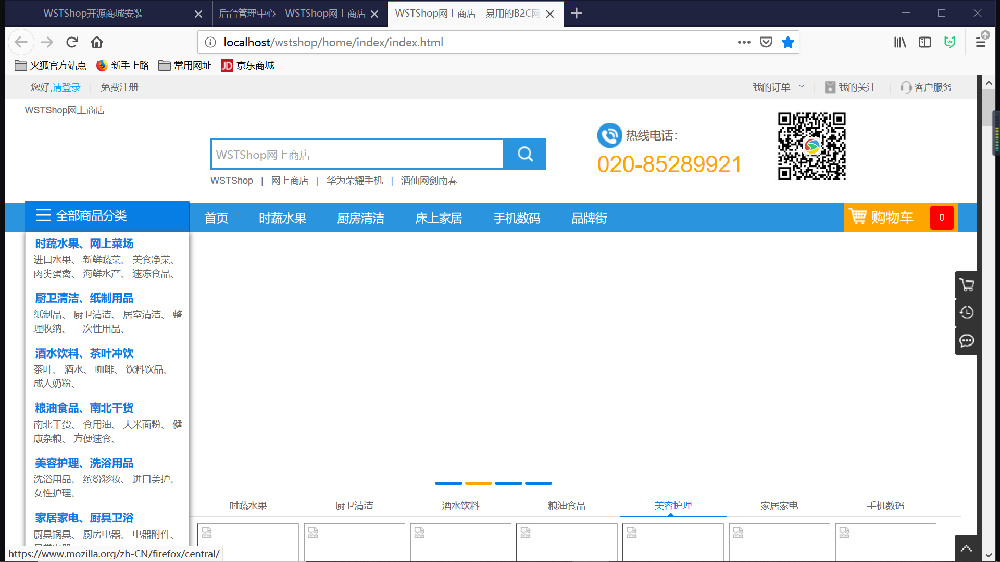 WSTShop开源商城安装
后台管理中心 - WSTShop网上商店
WSTShop网上商店 - 易用的B2C网
localhost/wstshop/home/index/index.html
火狐官方站点 新手上路 常用网址 JD 京东商城
您好,请登录 | 免费注册
我的订单 | 我的关注 | 客户服务
WSTShop网上商店
热线电话：
WSTShop网上商店
020-85289921
WSTShop | 网上商店 | 华为荣耀手机 | 酒仙网剑南春
全部商品分类 首页 时蔬水果 厨房清洁 床上家居 手机数码 品牌街 购物车 0
时蔬水果、网上菜场
进口水果、 新鲜蔬菜、 美食净菜、
肉类蛋禽、 海鲜水产、 速冻食品、
厨卫清洁、纸制用品
纸制品、 厨卫清洁、 居室清洁、 整
理收纳、 一次性用品、
酒水饮料、茶叶冲饮
茶叶、 酒水、 咖啡、 饮料饮品、
成人奶粉、
粮油食品、南北干货
南北干货、 食用油、 大米面粉、 健
康杂粮、 方便速食、
美容护理、洗浴用品
洗浴用品、 缤纷彩妆、 进口美护、
女性护理、
家居家电、厨具卫浴
厨具锅具、 厨房电器、 电器附件、
时蔬水果 厨卫清洁 酒水饮料 粮油食品 美容护理 家居家电 手机数码
https://www.mozilla.org/zh-CN/firefox/central/